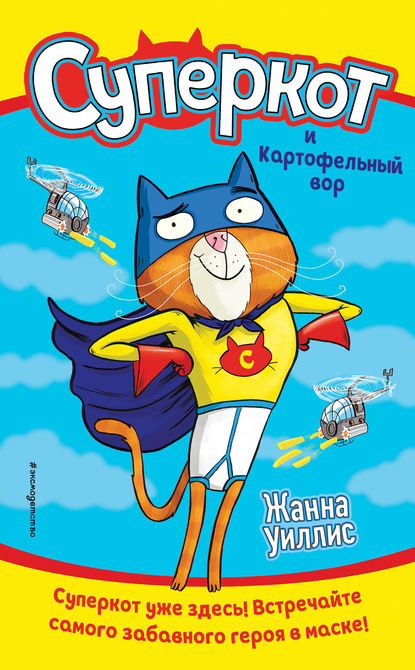 Суперкот
и
Картофельный
вор
С
#эксмодетство
Жанна
Уиллис
Суперкот уже здесь! Встречайте
самого забавного героя в маске!